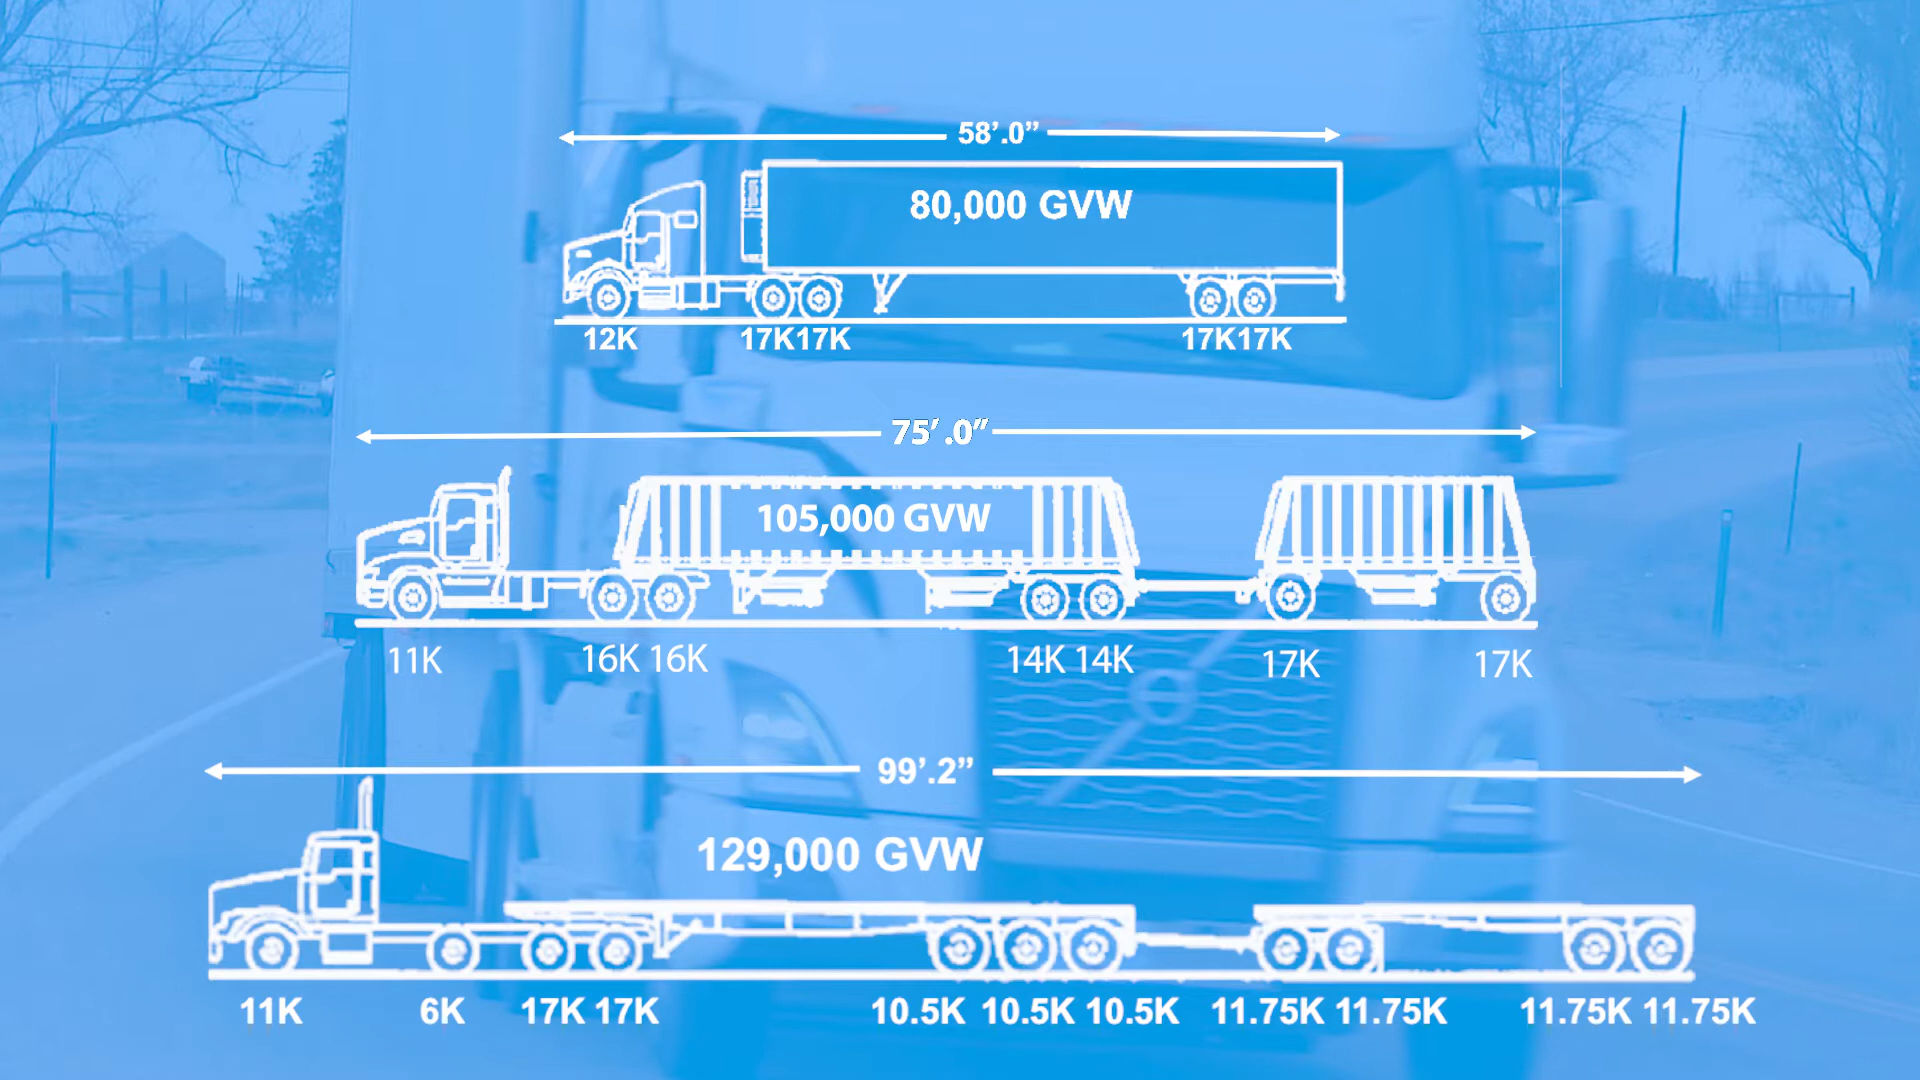 58’.0”
80,000 GVW
12K 17K17K 17K17K
75’.0”
105,000 GVW
11K 16K 16K 14K 14K 17K 17K
99’.2”
129,000 GVW
11K 6K 17K 17K 10.5K 10.5K 10.5K 11.75K 11.75K 11.75K 11.75K